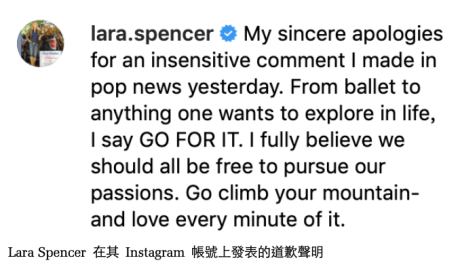 lara.spencer My sincere apologies
for an insensitive comment I made in
pop news yesterday. From ballet to
anything one wants to explore in life,
I say GO FOR IT. I fully believe we
should all be free to pursue our
passions. Go climb your mountain-
and love every minute of it.
Lara Spencer 在其 Instagram 帳號上發表的道歉聲明